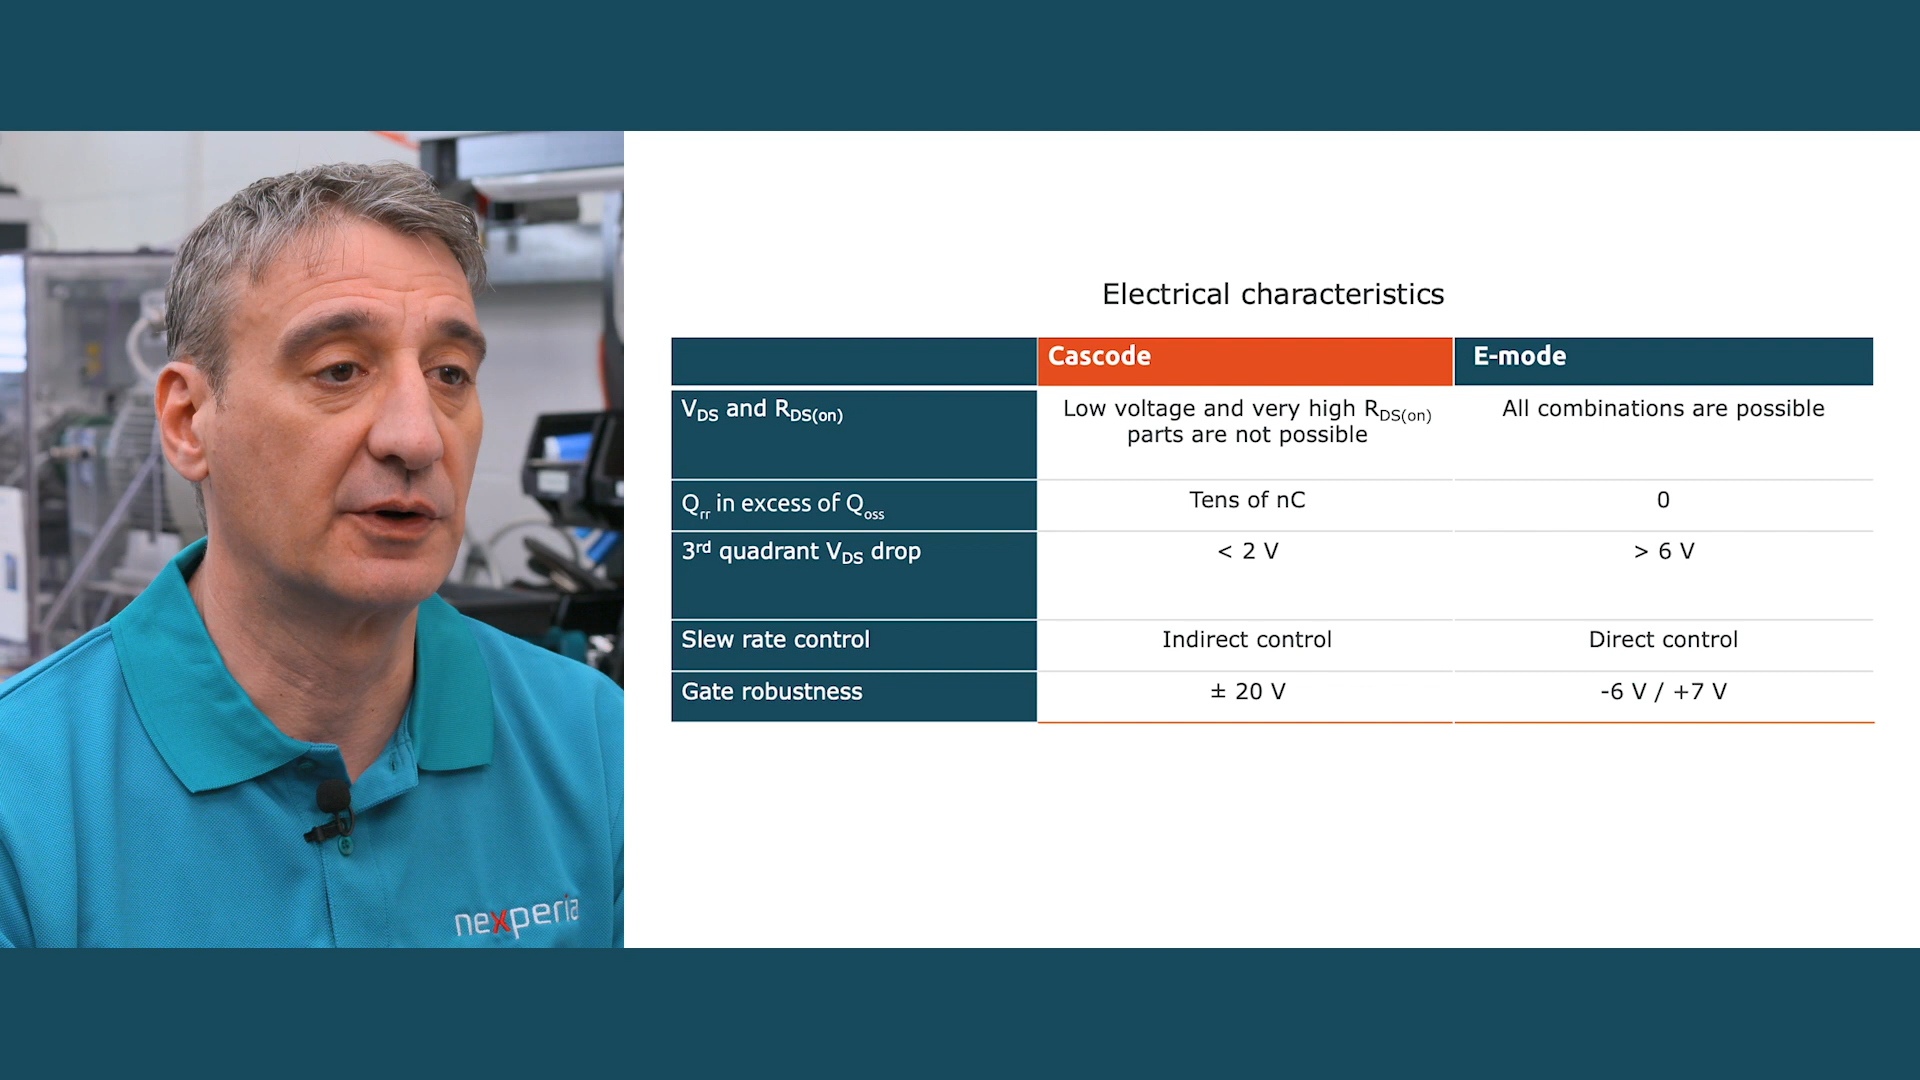 Electrical characteristics
Cascode
E-mode
VDS and RDS(on)
Low voltage and very high RDS(on)
parts are not possible
All combinations are possible
Qrr in excess of Qoss
Tens of nC
0
3rd quadrant VDS drop
< 2 V
> 6 V
Slew rate control
Indirect control
Direct control
Gate robustness
± 20 V
-6 V / +7 V
nexperia